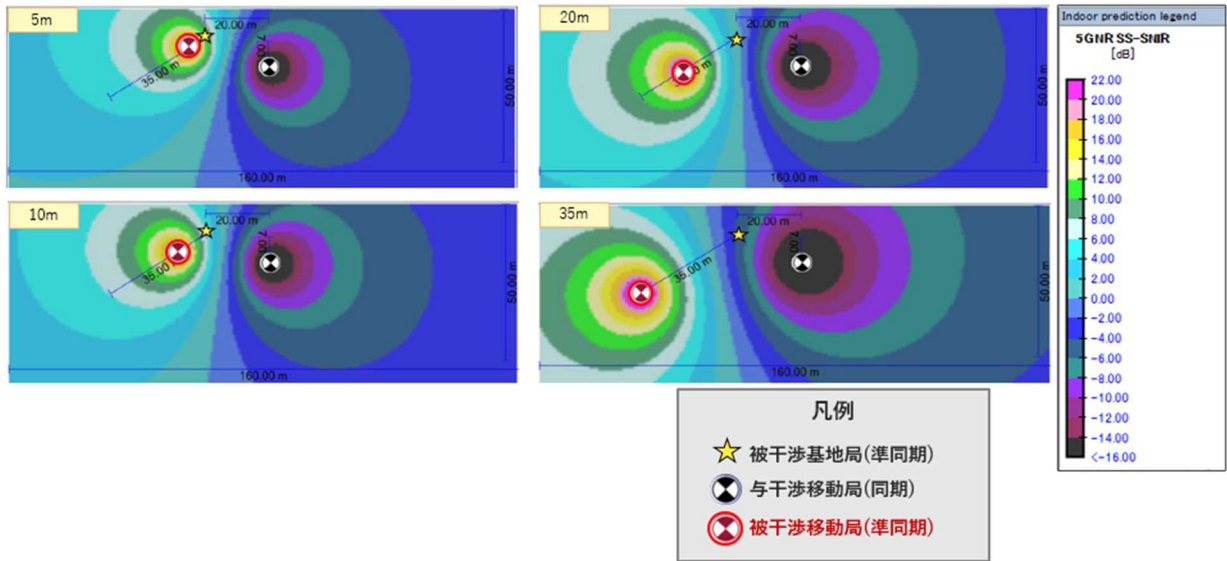 5m
20.00 m
7.00
35.00 m
50.00 m
160.00 m
20m
20.00 m
7.00
50.00 m
160.00 m
10m
20.00 m
7.00
35.00 m
50.00 m
160.00 m
35m
20.00 m
7.00
35.00 m
50.00 m
160.00 m
Indoor prediction legend
5GNR SS-SNIR
[dB]
22.00
20.00
18.00
16.00
14.00
12.00
10.00
8.00
6.00
4.00
2.00
0.00
-2.00
-4.00
-6.00
-8.00
-10.00
-12.00
-14.00
<-16.00
凡例
被干渉基地局(準同期)
与干渉移動局(同期)
被干渉移動局(準同期)